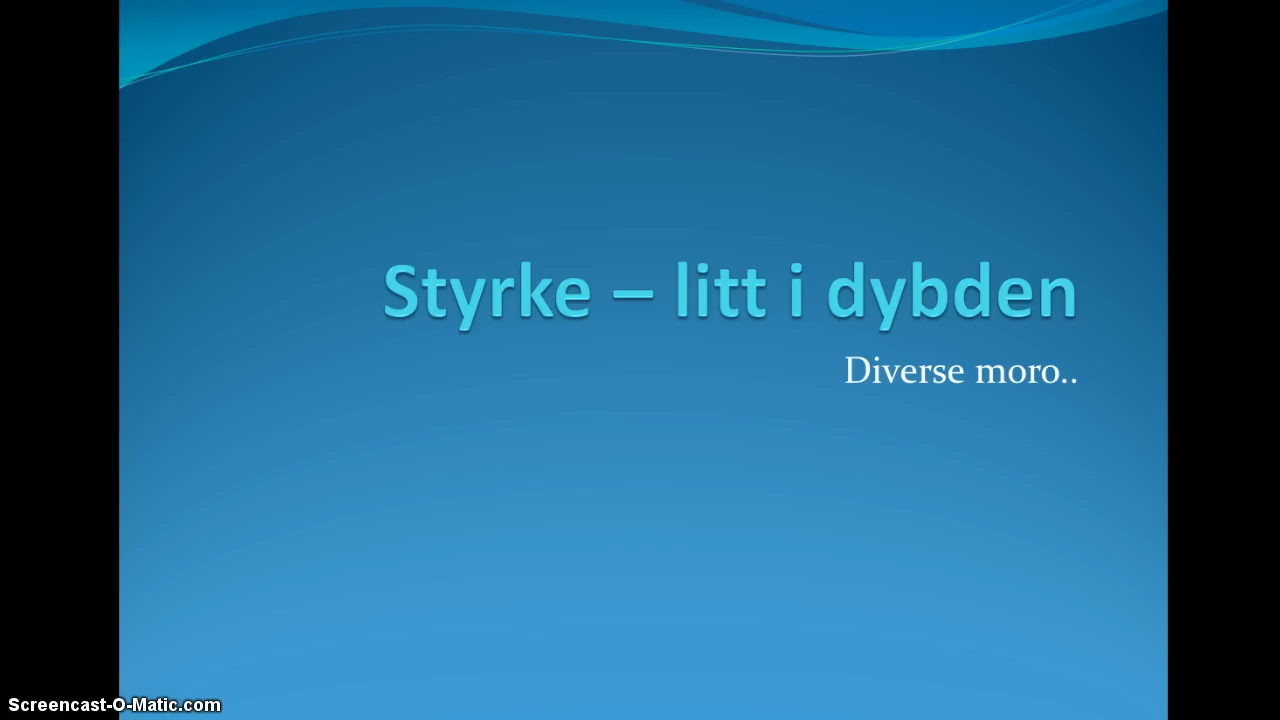 Styrke – litt i dybden
Diverse moro..
Screencast-O-Matic.com